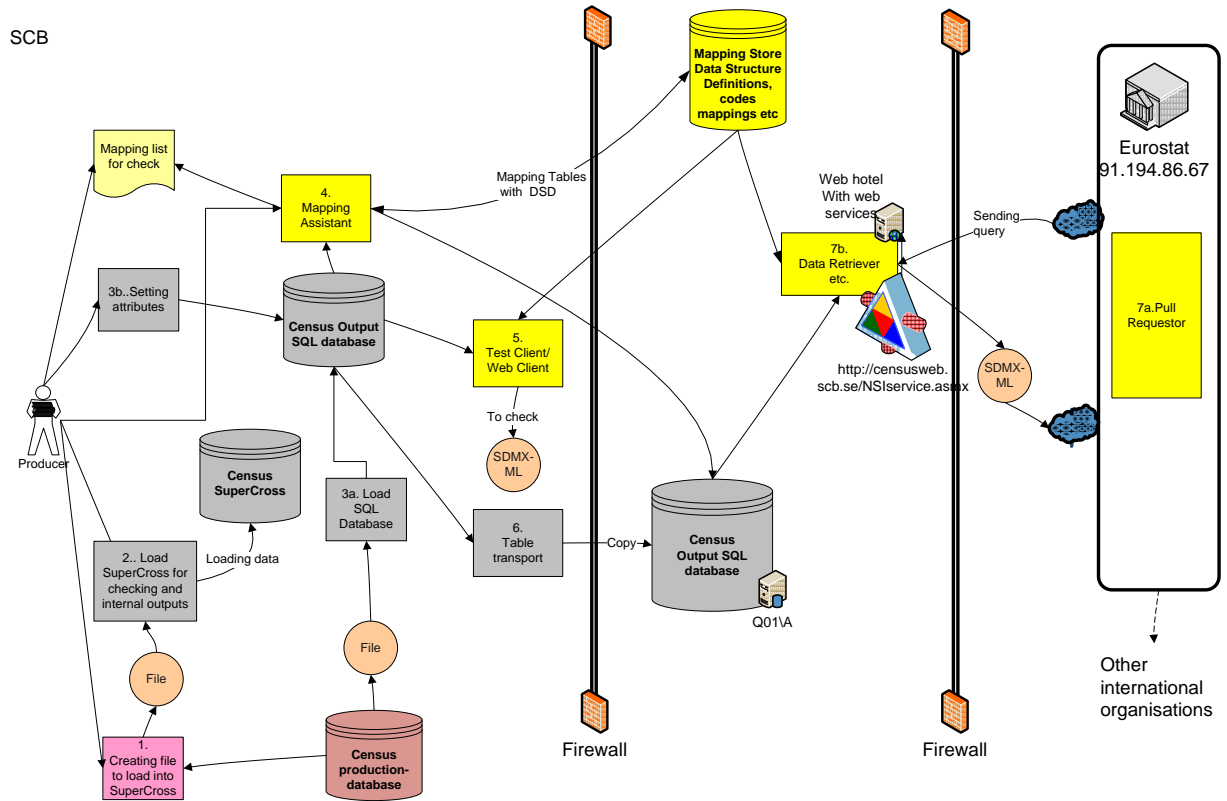 SCB
Mapping Store
Data Structure
Definitions,
codes
mappings etc
Eurostat
91.194.86.67
Mapping list
for check
4.
Mapping
Assistant
Mapping Tables
with  DSD
Web hotel
With web
services
Sending
query
7b.
Data Retriever
etc.
3b..Setting
attributes
Census Output
SQL database
7a.Pull
Requestor
5.
Test Client/
Web Client
http://censusweb.
scb.se/NSIservice.asmx
SDMX-
ML
To check
SDMX-
ML
Producer
Census
SuperCross
3a. Load
SQL
Database
6.
Table
transport
Copy
Census
Output SQL
database
Q01\A
2.. Load
SuperCross for
checking and
internal outputs
Loading data
File
File
1.
Creating file
to load into
SuperCross
Census
production-
database
Firewall
Firewall
Other
international
organisations